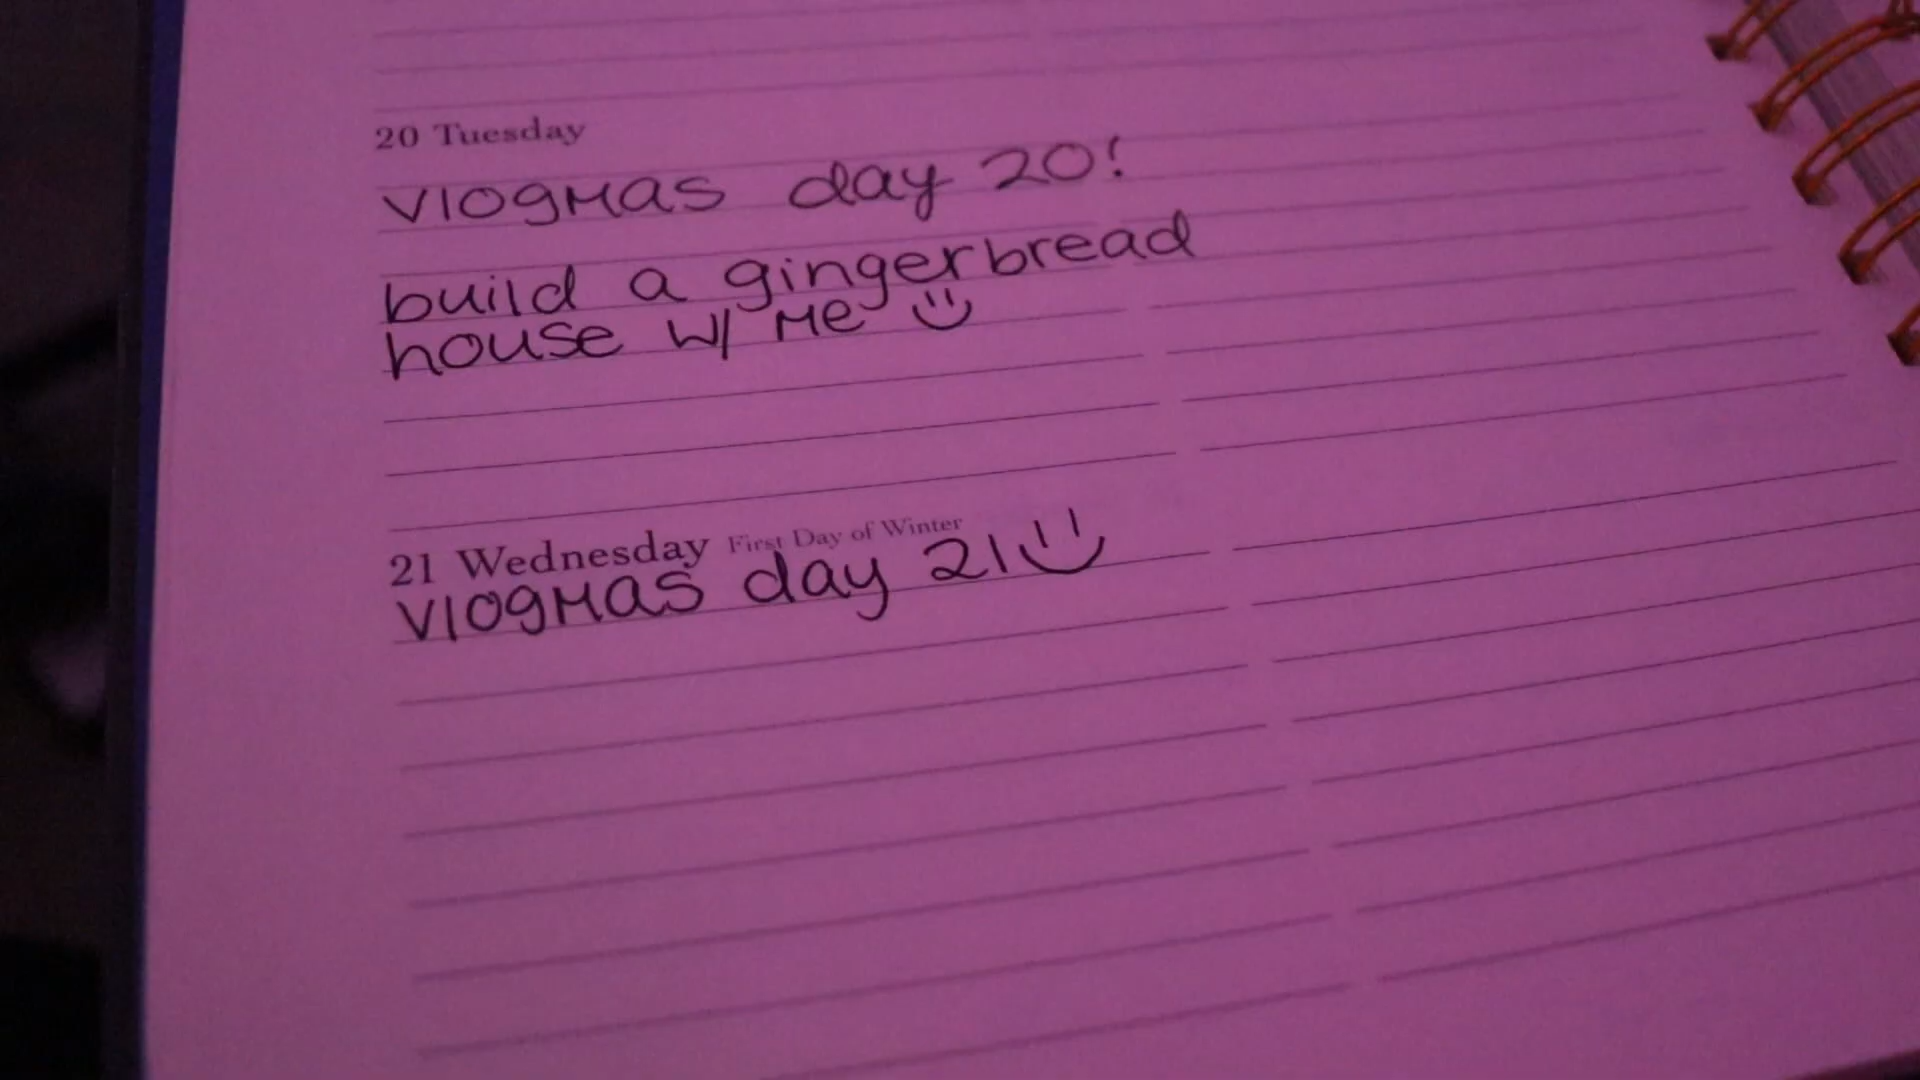 20 Tuesday
vlogmas day 20!
build a gingerbread
house w/ me
21 Wednesday First Day of Winter
vlogmas day 21